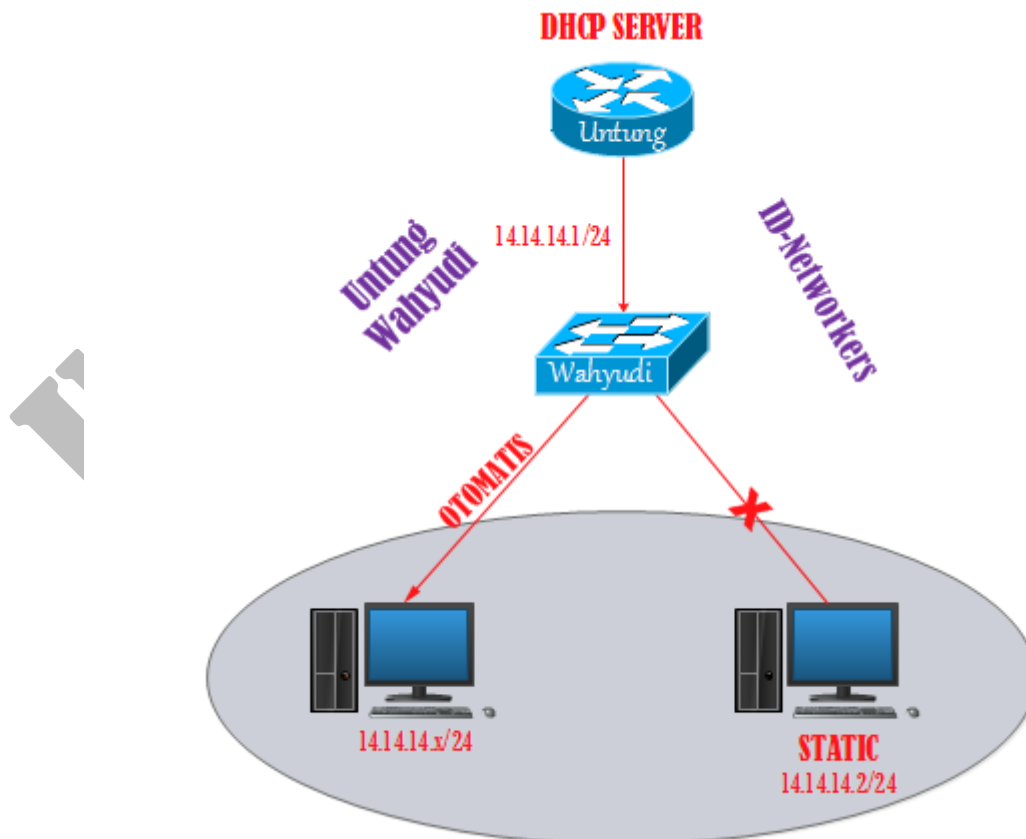 DHCP SERVER
Untung
14.14.14.1/24
Untung
Wahyudi
ID-Networkers
Wahyudi
OTOMATIS
X
14.14.14.x/24
STATIC
14.14.14.2/24